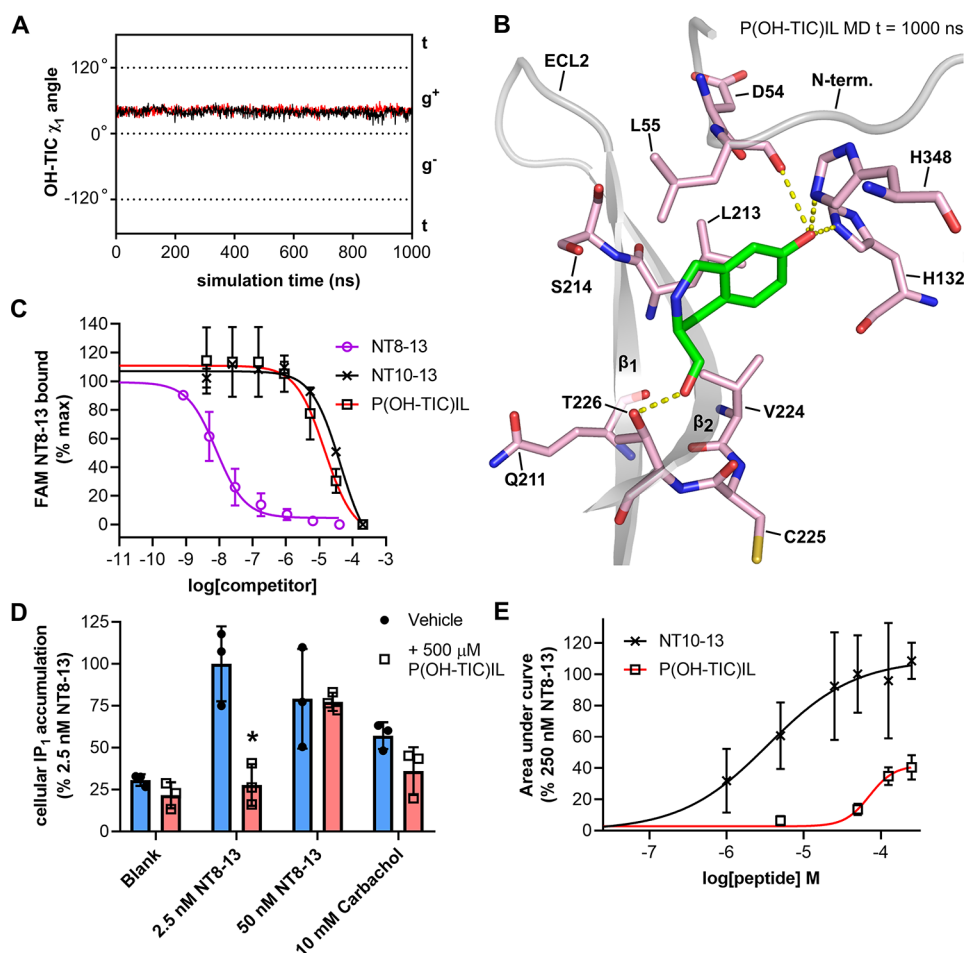 A
OH-TIC χ1 angle
120°
0°
-120°
t
g+
g-
t
0 200 400 600 800 1000
simulation time (ns)
B
P(OH-TIC)IL MD t = 1000 ns
ECL2
N-term.
D54
L55
H348
L213
S214
H132
β1
T226
β2
V224
Q211
C225
C
FAM NT8-13 bound
(% max)
140
120
100
80
60
40
20
0
-11 -10 -9 -8 -7 -6 -5 -4 -3
log[competitor]
NT8-13
NT10-13
P(OH-TIC)IL
D
cellular IP1 accumulation
(% 2.5 nM NT8-13)
125
100
75
50
25
0
Vehicle
+ 500 μM
P(OH-TIC)IL
*
Blank
2.5 nM NT8-13
50 nM NT8-13
10 mM Carbachol
E
Area under curve
(% 250 nM NT8-13)
120
100
80
60
40
20
0
NT10-13
P(OH-TIC)IL
-7 -6 -5 -4
log[peptide] M